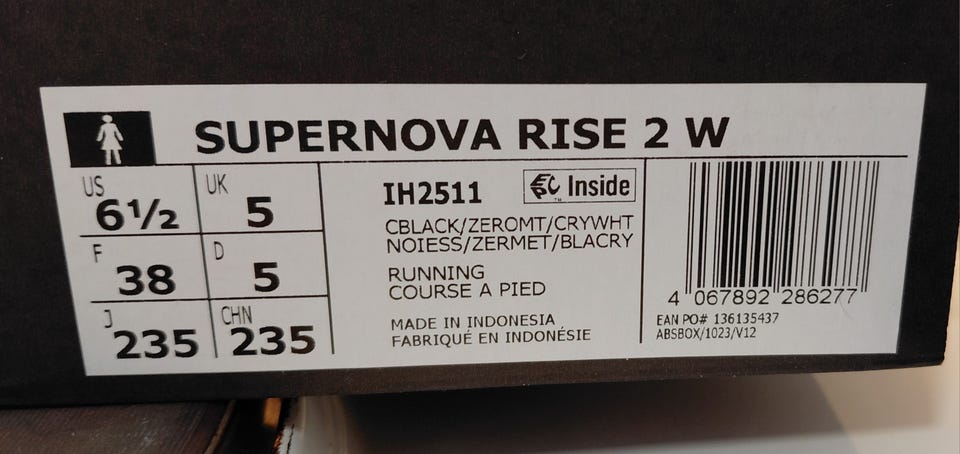 SUPERNOVA RISE 2 W
US 6½ UK 5
F 38 D 5
J 235 CHN 235
IH2511 EPC Inside
TM
CBLACK/ZEROMT/CRYWHT
NOIESS/ZERMET/BLACRY
RUNNING
COURSE A PIED
MADE IN INDONESIA
FABRIQUÉ EN INDONÉSIE
4 067892 286277
EAN PO# 136135437
ABSBOX/1023/V12